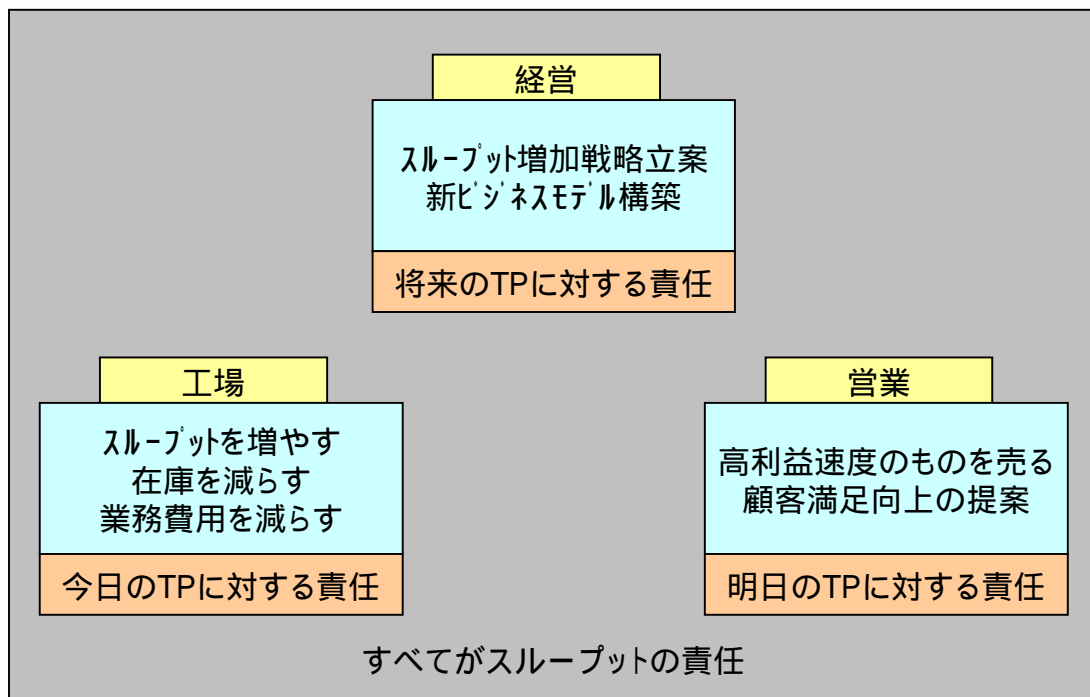 経営
ｽﾙｰﾌﾟｯﾄ増加戦略立案
新ﾋﾞｼﾞﾈｽﾓﾃﾞﾙ構築
将来のTPに対する責任
工場
ｽﾙｰﾌﾟｯﾄを増やす
在庫を減らす
業務費用を減らす
今日のTPに対する責任
営業
高利益速度のものを売る
顧客満足向上の提案
明日のTPに対する責任
すべてがスループットの責任